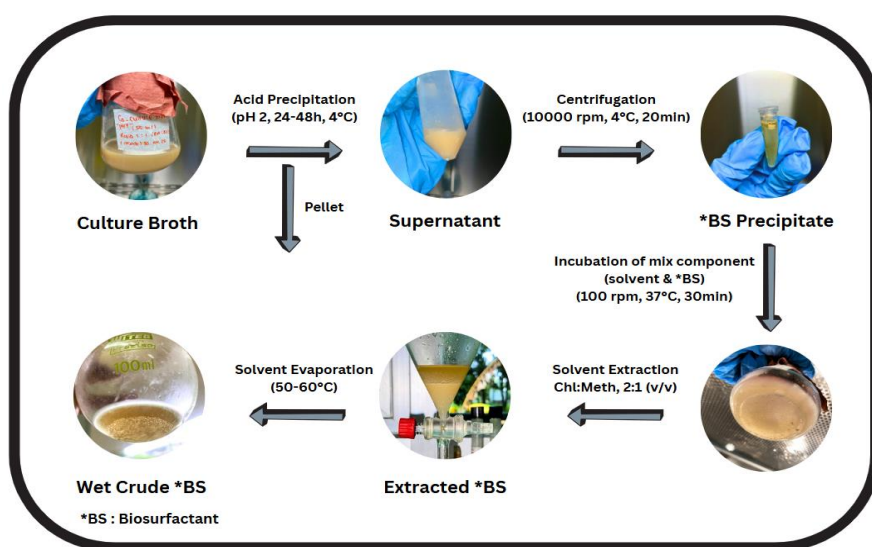 Acid Precipitation
(pH 2, 24-48h, 4°C)
Centrifugation
(10000 rpm, 4°C, 20min)
Pellet
Culture Broth
Supernatant
*BS Precipitate
Incubation of mix component
(solvent & *BS)
(100 rpm, 37°C, 30min)
100ml
Solvent Evaporation
(50-60°C)
Solvent Extraction
Chl:Meth, 2:1 (v/v)
Wet Crude *BS
Extracted *BS
*BS : Biosurfactant